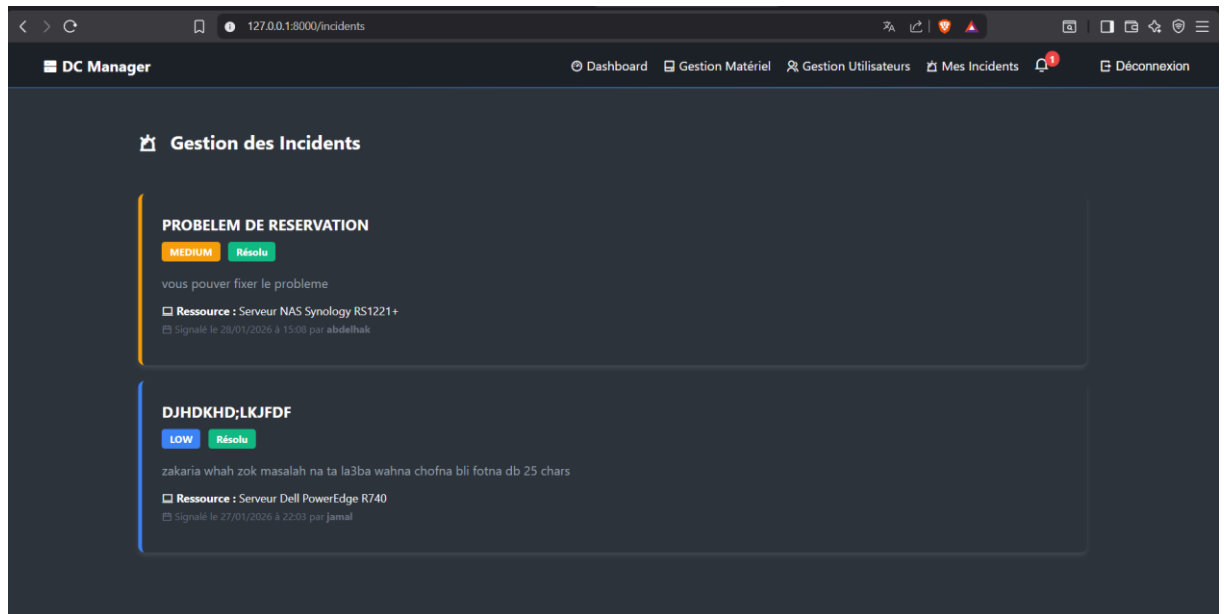 127.0.0.1:8000/incidents
DC Manager
Dashboard Gestion Matériel Gestion Utilisateurs Mes Incidents 1 Déconnexion
Gestion des Incidents
PROBELEM DE RESERVATION
MEDIUM Résolu
vous pouver fixer le probleme
Ressource : Serveur NAS Synology RS1221+
Signalé le 28/01/2026 à 15:08 par abdelhak
DJHDKHD;LKJFDF
LOW Résolu
zakaria whah zok masalah na ta la3ba wahna chofna bli fotna db 25 chars
Ressource : Serveur Dell PowerEdge R740
Signalé le 27/01/2026 à 22:03 par jamal